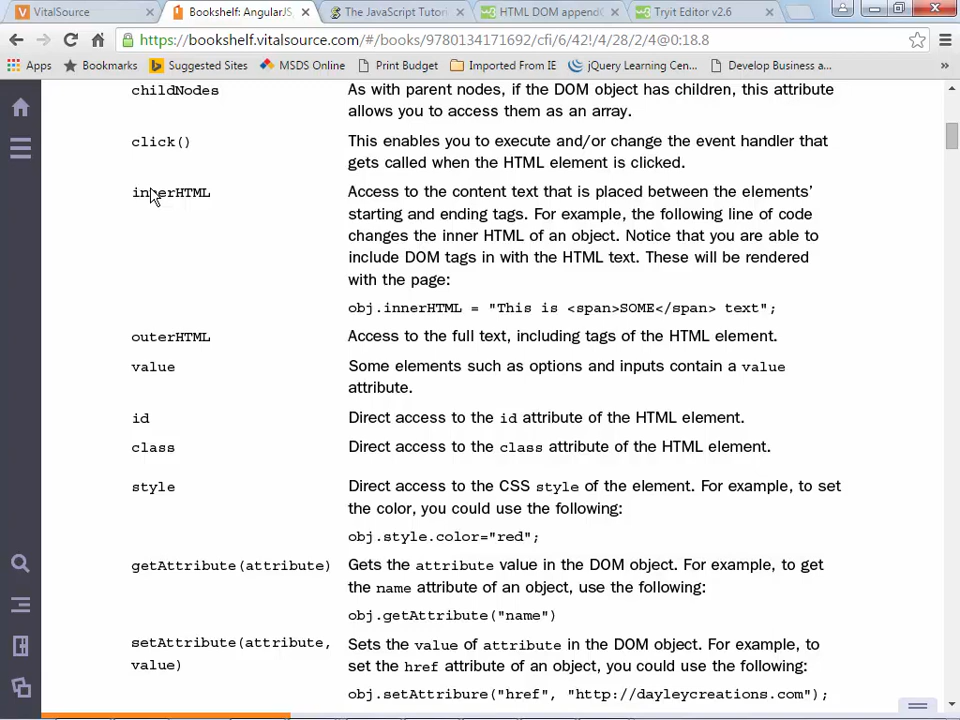 VitalSource
Bookshelf: AngularJS,
The JavaScript Tutori
HTML DOM appendC
Tryit Editor v2.6
https://bookshelf.vitalsource.com/#/books/9780134171692/cfi/6/42!/4/28/2/4@0:18.8
Apps
Bookmarks
Suggested Sites
MSDS Online
Print Budget
Imported From IE
jQuery Learning Cen...
Develop Business a...
»
childNodes
As with parent nodes, if the DOM object has children, this attribute
allows you to access them as an array.
click()
This enables you to execute and/or change the event handler that
gets called when the HTML element is clicked.
innerHTML
Access to the content text that is placed between the elements’
starting and ending tags. For example, the following line of code
changes the inner HTML of an object. Notice that you are able to
include DOM tags in with the HTML text. These will be rendered
with the page:
obj.innerHTML = "This is <span>SOME</span> text";
outerHTML
Access to the full text, including tags of the HTML element.
value
Some elements such as options and inputs contain a value
attribute.
id
Direct access to the id attribute of the HTML element.
class
Direct access to the class attribute of the HTML element.
style
Direct access to the CSS style of the element. For example, to set
the color, you could use the following:
obj.style.color="red";
getAttribute(attribute)
Gets the attribute value in the DOM object. For example, to get
the name attribute of an object, use the following:
obj.getAttribute("name")
setAttribute(attribute,
value)
Sets the value of attribute in the DOM object. For example, to
set the href attribute of an object, you could use the following:
obj.setAttribure("href", "http://dayleycreations.com");